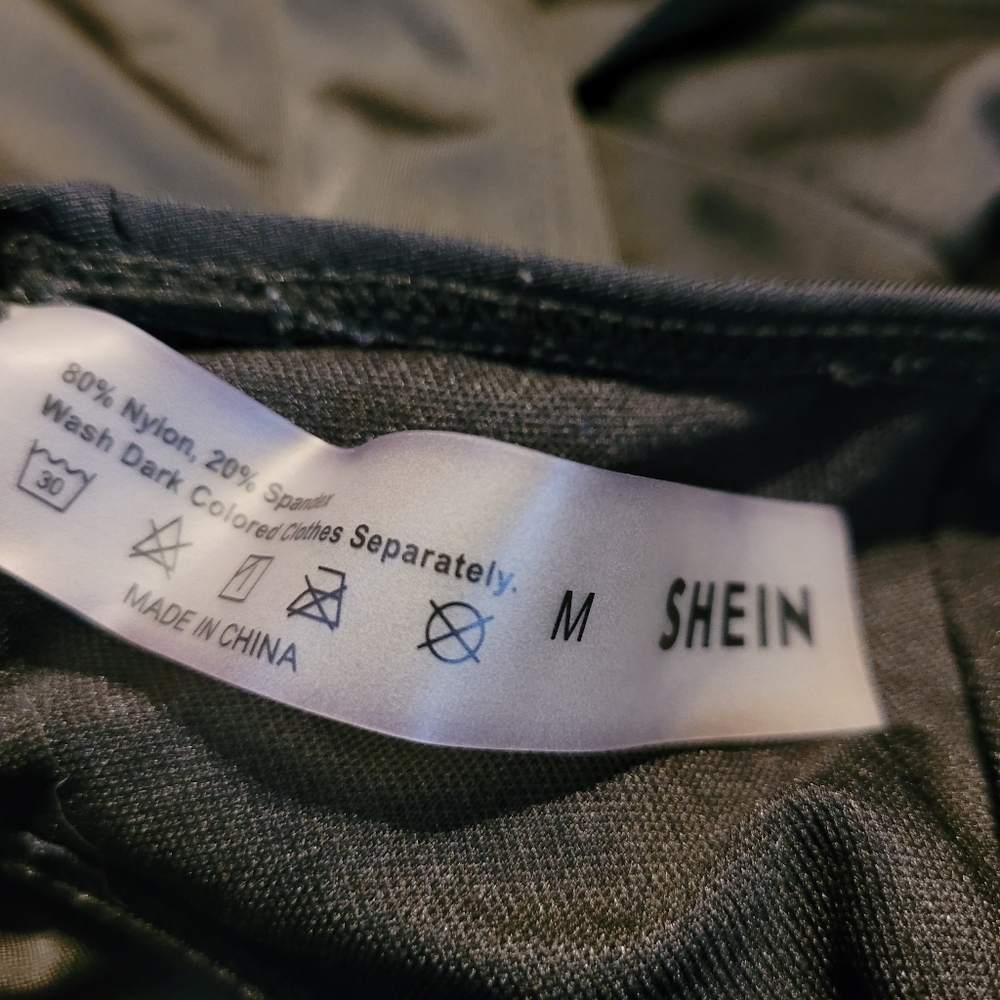 80% Nylon, 20% Spandex
Wash Dark Colored Clothes Separately.
30
MADE IN CHINA
M
SHEIN